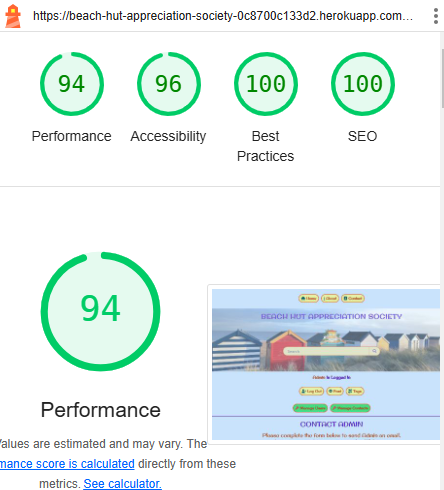 https://beach-hut-appreciation-society-0c8700c133d2.herokuapp.com...
94
96
100
100
Performance
Accessibility
Best
Practices
SEO
94
Performance
Values are estimated and may vary. The
mance score is calculated directly from these
metrics. See calculator.
Home
About
Contact
BEACH HUT APPRECIATION SOCIETY
Search
Admin Is Logged In
Log Out
Print
Tags
Manage Users
Manage Contacts
CONTACT ADMIN
Please complete the form below to send Admin an email.